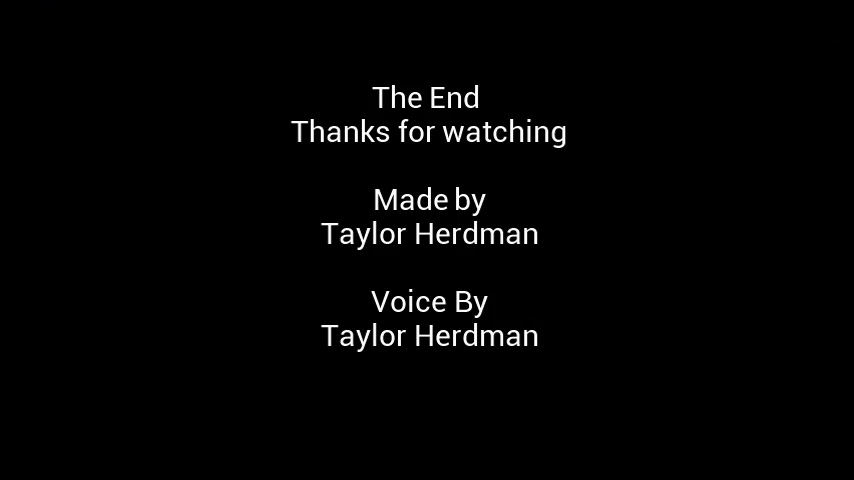 The End
Thanks for watching
Made by
Taylor Herdman
Voice By
Taylor Herdman